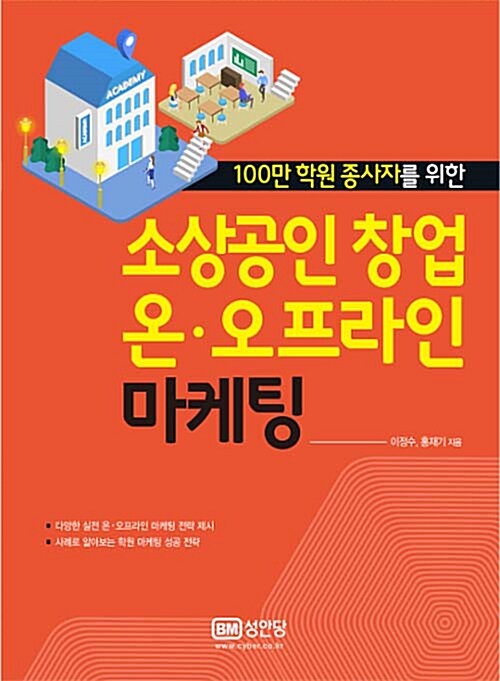 ACADEMY
100만 학원 종사자를 위한
소상공인 창업
온·오프라인
마케팅
이정수, 홍재기 지음
▪ 다양한 실전 온·오프라인 마케팅 전략 제시
▪ 사례로 알아보는 학원 마케팅 성공 전략
BM 성안당
www.cyber.co.kr